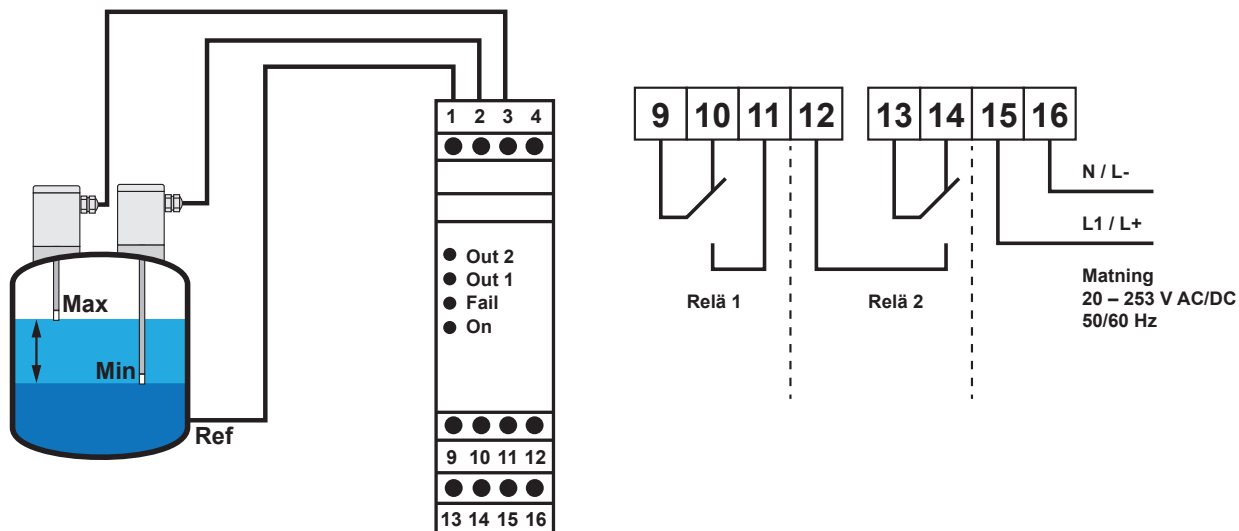 1 2 3 4
Out 2
Out 1
Fail
On
Max
Min
Ref
9 10 11 12
13 14 15 16
9 10 11 12 13 14 15 16
N / L-
L1 / L+
Relä 1
Relä 2
Matning
20 – 253 V AC/DC
50/60 Hz